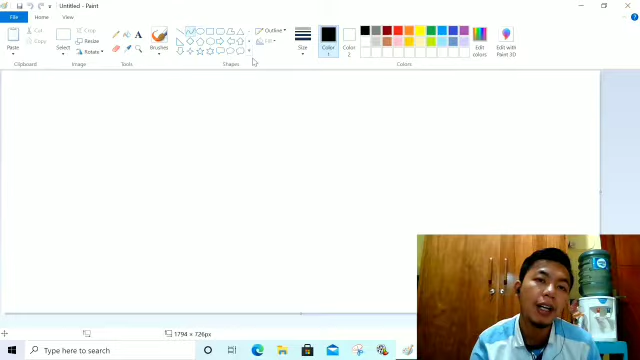 Untitled - Paint
File
Home
View
Paste
Cut
Copy
Clipboard
Select
Crop
Resize
Rotate
Image
Tools
Brushes
Shapes
Outline
Fill
Size
Color
1
Color
2
Colors
Edit
colors
Edit with
Paint 3D
1794 × 726px
Type here to search